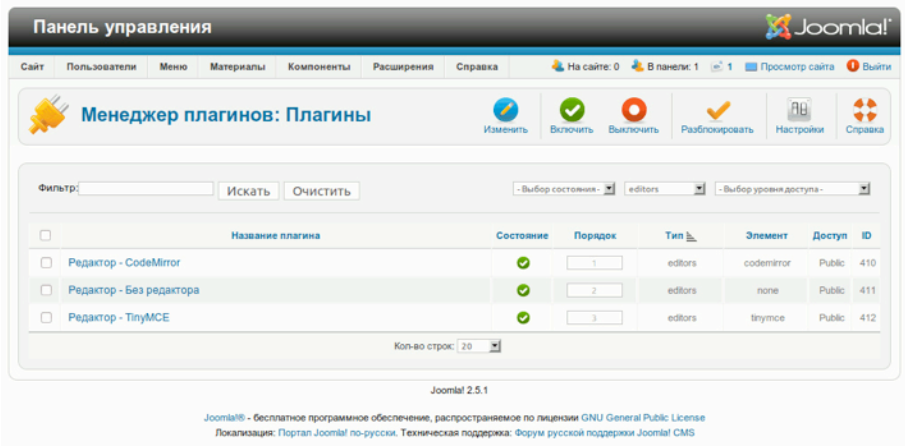 Панель управления
Joomla!
Сайт Пользователи Меню Материалы Компоненты Расширения Справка На сайте: 0 В панели: 1 1 Просмотр сайта Выйти
Менеджер плагинов: Плагины
Изменить Включить Выключить Разблокировать Настройки Справка
Фильтр: Искать Очистить - Выбор состояния - editors - Выбор уровня доступа -
Название плагина Состояние Порядок Тип Элемент Доступ ID
Редактор - CodeMirror 1 editors codemirror Public 410
Редактор - Без редактора 2 editors none Public 411
Редактор - TinyMCE 3 editors tinymce Public 412
Кол-во строк: 20
Joomla! 2.5.1
Joomla!® - бесплатное программное обеспечение, распространяемое по лицензии GNU General Public License
Локализация: Портал Joomla! по-русски. Техническая поддержка: Форум русской поддержки Joomla! CMS